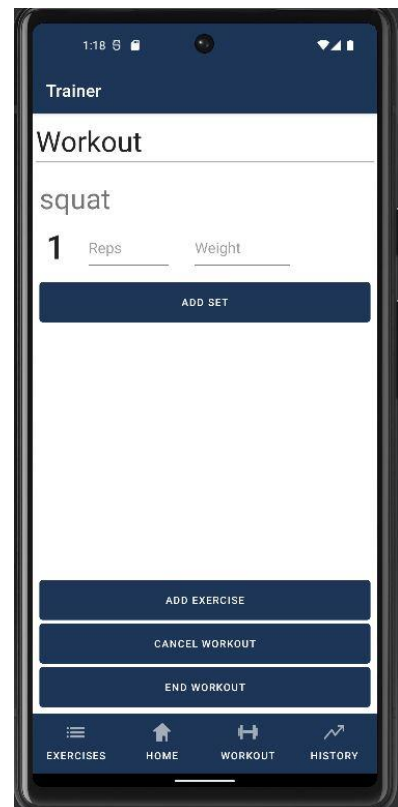 1:18
Trainer
Workout
squat
1 Reps Weight
ADD SET
ADD EXERCISE
CANCEL WORKOUT
END WORKOUT
EXERCISES HOME WORKOUT HISTORY